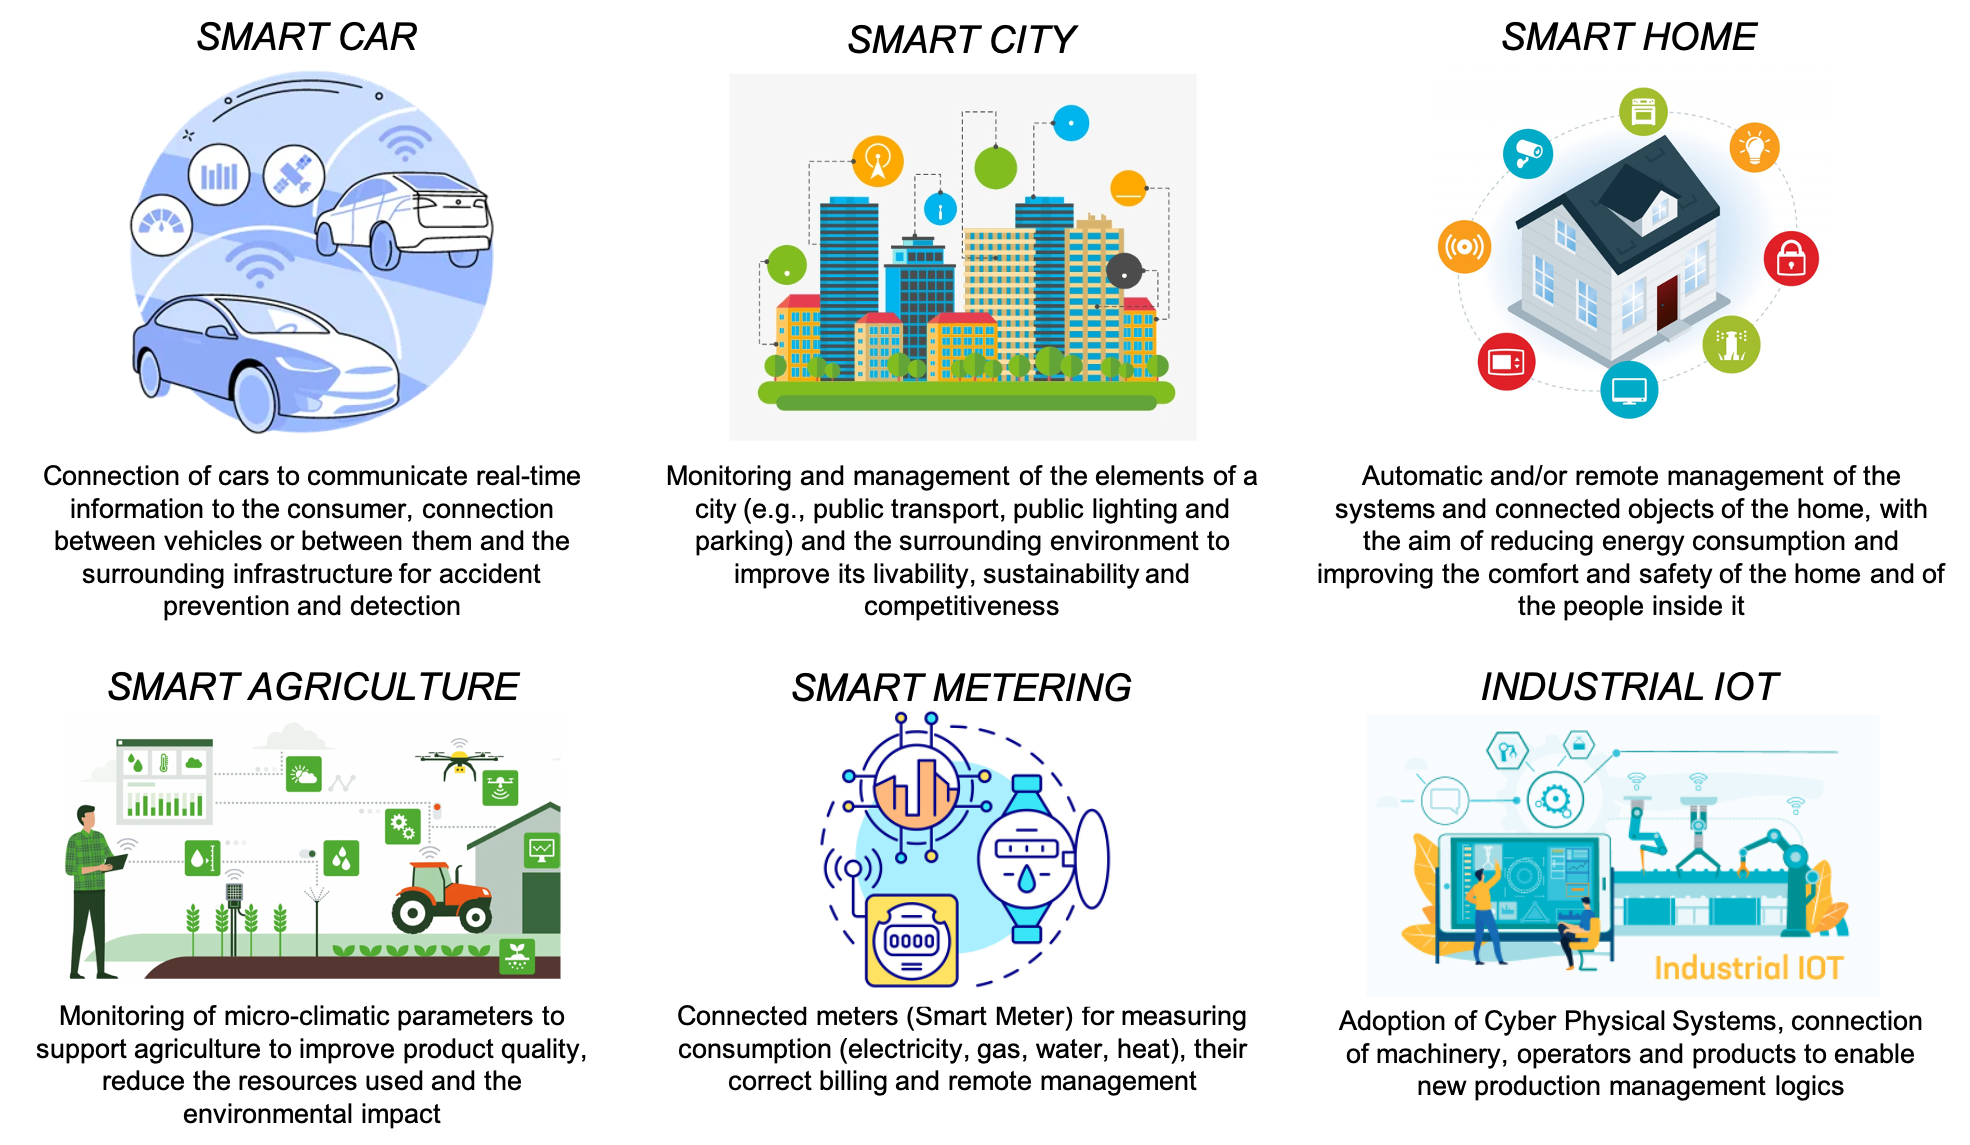 SMART CAR
Connection of cars to communicate real-time
information to the consumer, connection
between vehicles or between them and the
surrounding infrastructure for accident
prevention and detection
SMART CITY
Monitoring and management of the elements of a
city (e.g., public transport, public lighting and
parking) and the surrounding environment to
improve its livability, sustainability and
competitiveness
SMART HOME
Automatic and/or remote management of the
systems and connected objects of the home, with
the aim of reducing energy consumption and
improving the comfort and safety of the home and of
the people inside it
SMART AGRICULTURE
Monitoring of micro-climatic parameters to
support agriculture to improve product quality,
reduce the resources used and the
environmental impact
SMART METERING
0000
Connected meters (Smart Meter) for measuring
consumption (electricity, gas, water, heat), their
correct billing and remote management
INDUSTRIAL IOT
Industrial IOT
Adoption of Cyber Physical Systems, connection
of machinery, operators and products to enable
new production management logics